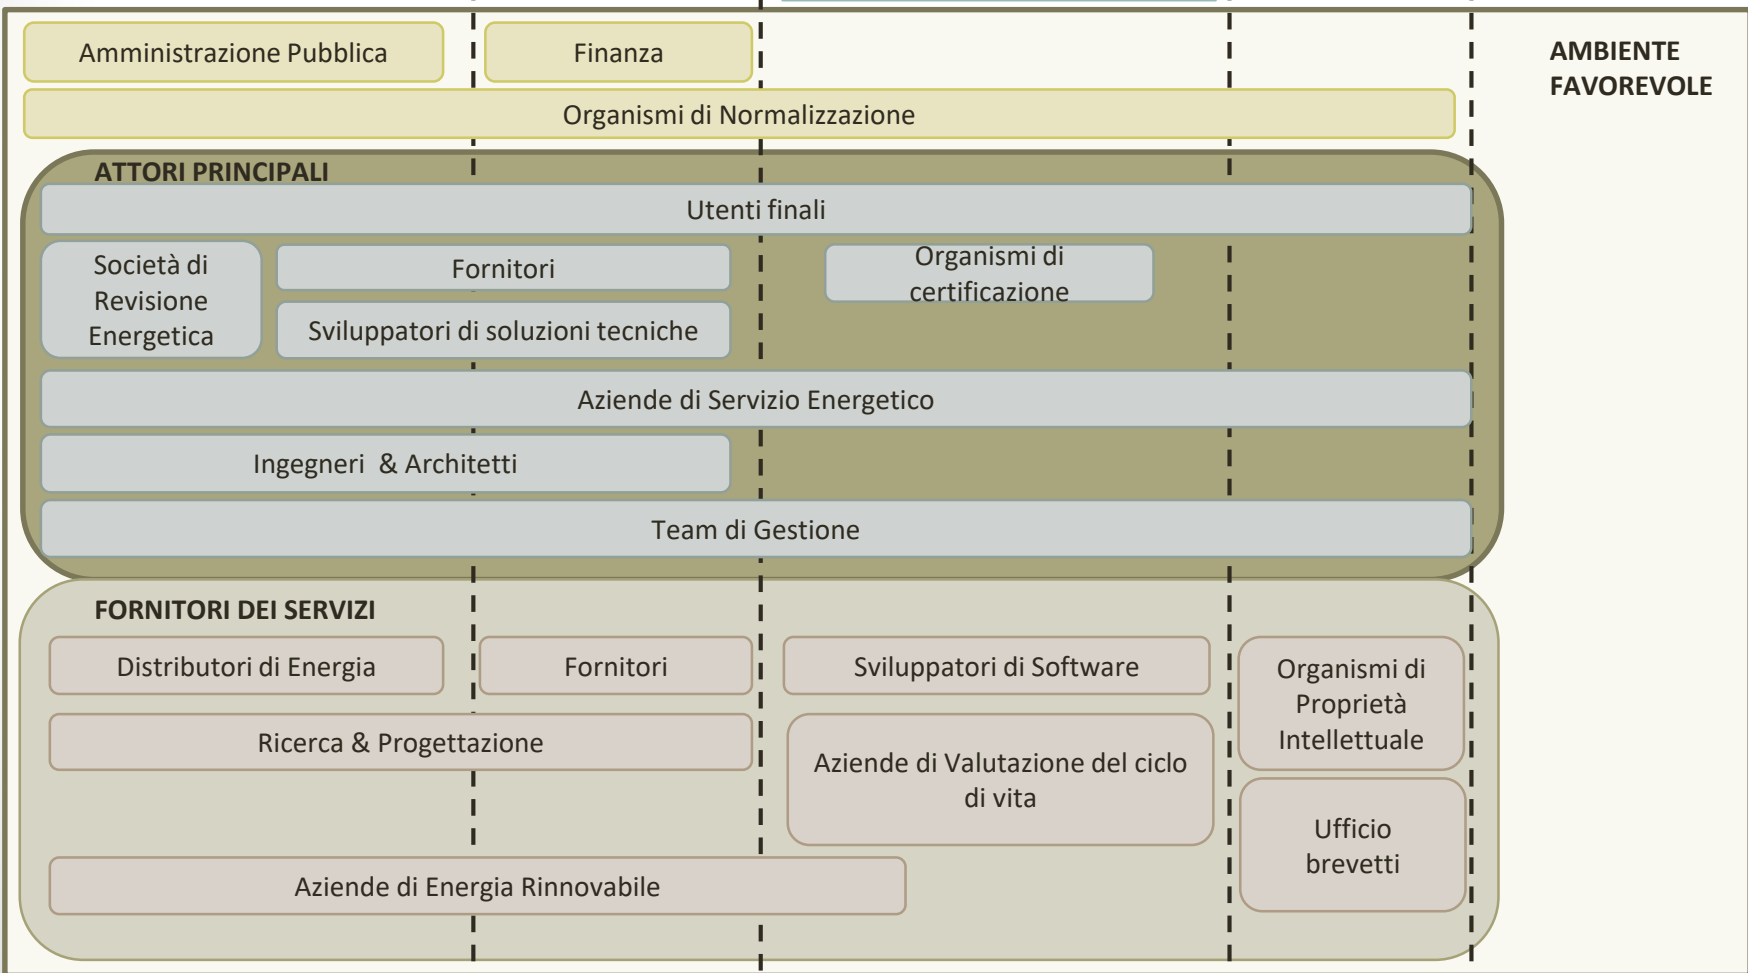 Amministrazione Pubblica
Finanza
AMBIENTE
FAVOREVOLE
Organismi di Normalizzazione
ATTORI PRINCIPALI
Utenti finali
Società di
Revisione
Energetica
Fornitori
Organismi di
certificazione
Sviluppatori di soluzioni tecniche
Aziende di Servizio Energetico
Ingegneri & Architetti
Team di Gestione
FORNITORI DEI SERVIZI
Distributori di Energia
Fornitori
Sviluppatori di Software
Organismi di
Proprietà
Intellettuale
Ricerca & Progettazione
Aziende di Valutazione del ciclo
di vita
Ufficio
brevetti
Aziende di Energia Rinnovabile